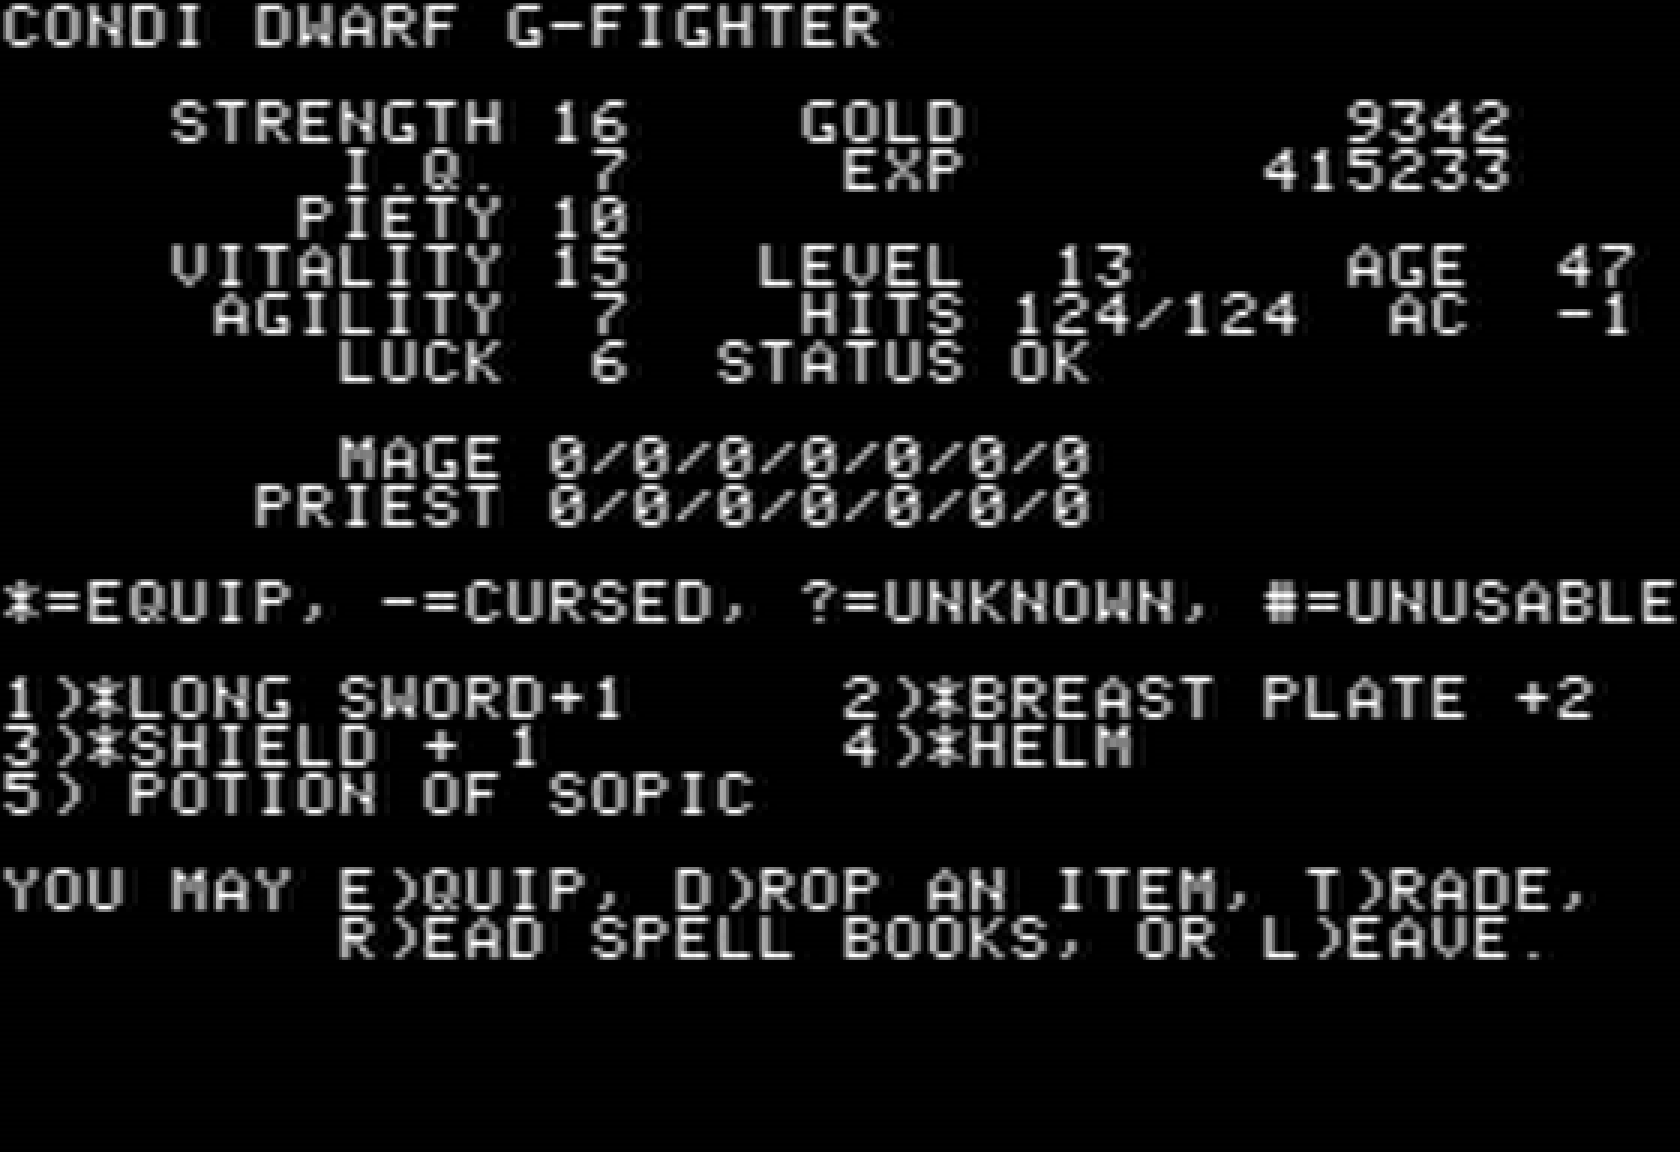 CONDI DWARF G-FIGHTER
STRENGTH 16 GOLD 9342
I.Q. 7 EXP 415233
PIETY 10
VITALITY 15 LEVEL 13 AGE 47
AGILITY 7 HITS 124/124 AC -1
LUCK 6 STATUS OK
MAGE 0/0/0/0/0/0/0
PRIEST 0/0/0/0/0/0/0
*=EQUIP, -=CURSED, ?=UNKNOWN, #=UNUSABLE
1)*LONG SWORD+1 2)*BREAST PLATE +2
3)*SHIELD + 1 4)*HELM
5) POTION OF SOPIC
YOU MAY E)QUIP, D)ROP AN ITEM, T)RADE,
R)EAD SPELL BOOKS, OR L)EAVE.